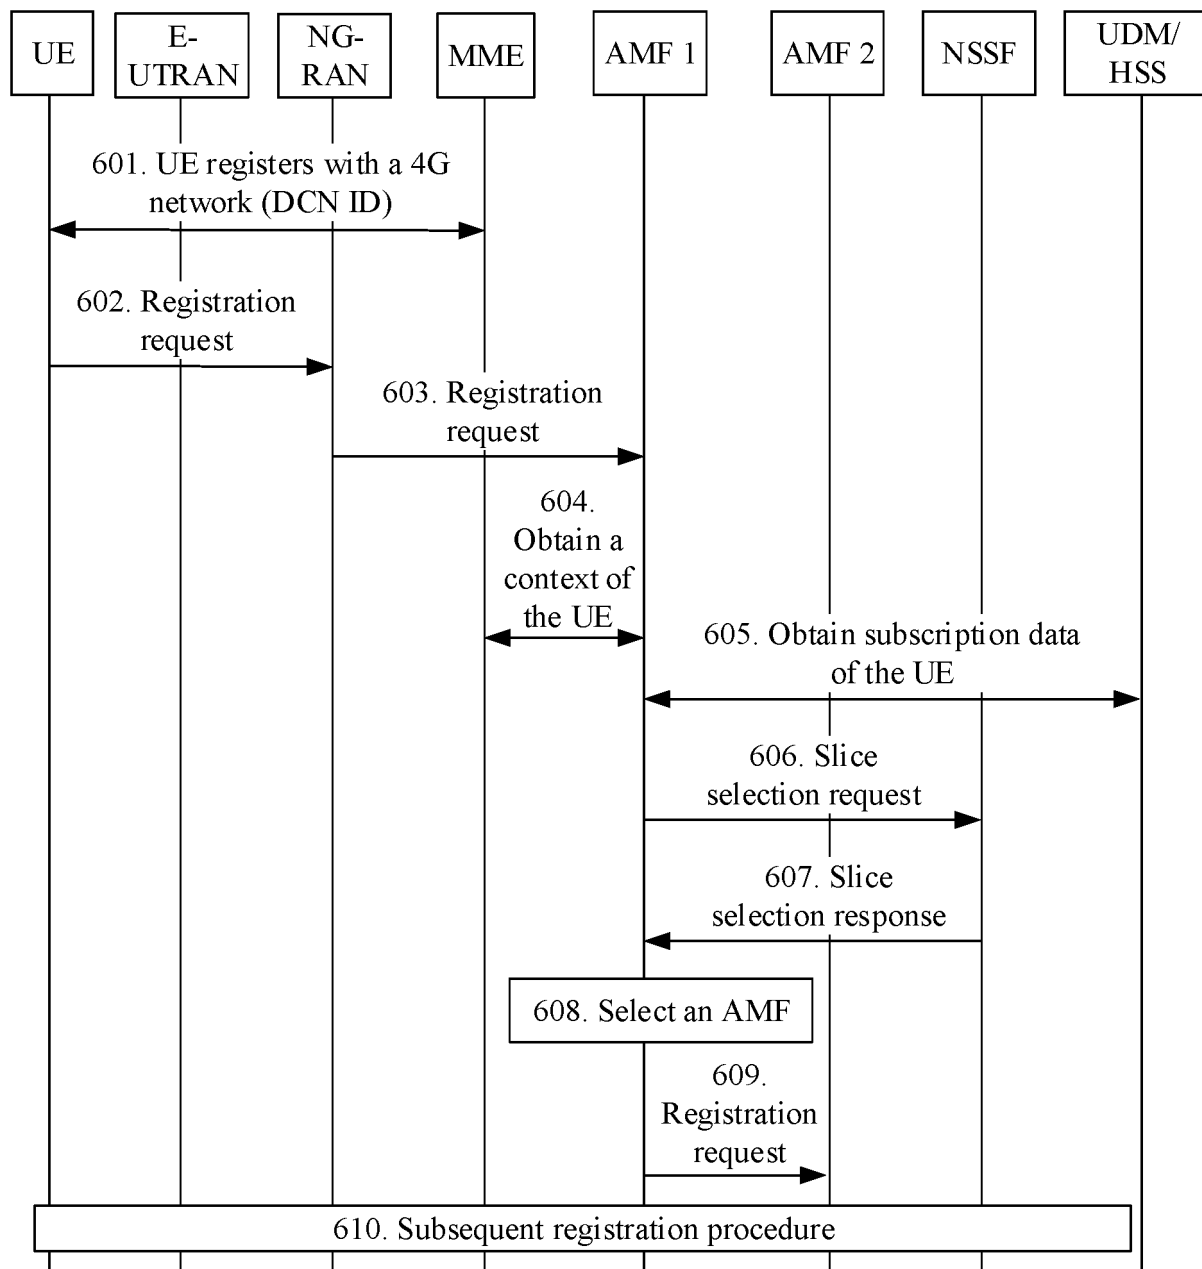 UE
E-
UTRAN
NG-
RAN
MME
AMF 1
AMF 2
NSSF
UDM/
HSS
601. UE registers with a 4G
network (DCN ID)
602. Registration
request
603. Registration
request
604.
Obtain a
context of
the UE
605. Obtain subscription data
of the UE
606. Slice
selection request
607. Slice
selection response
608. Select an AMF
609.
Registration
request
610. Subsequent registration procedure